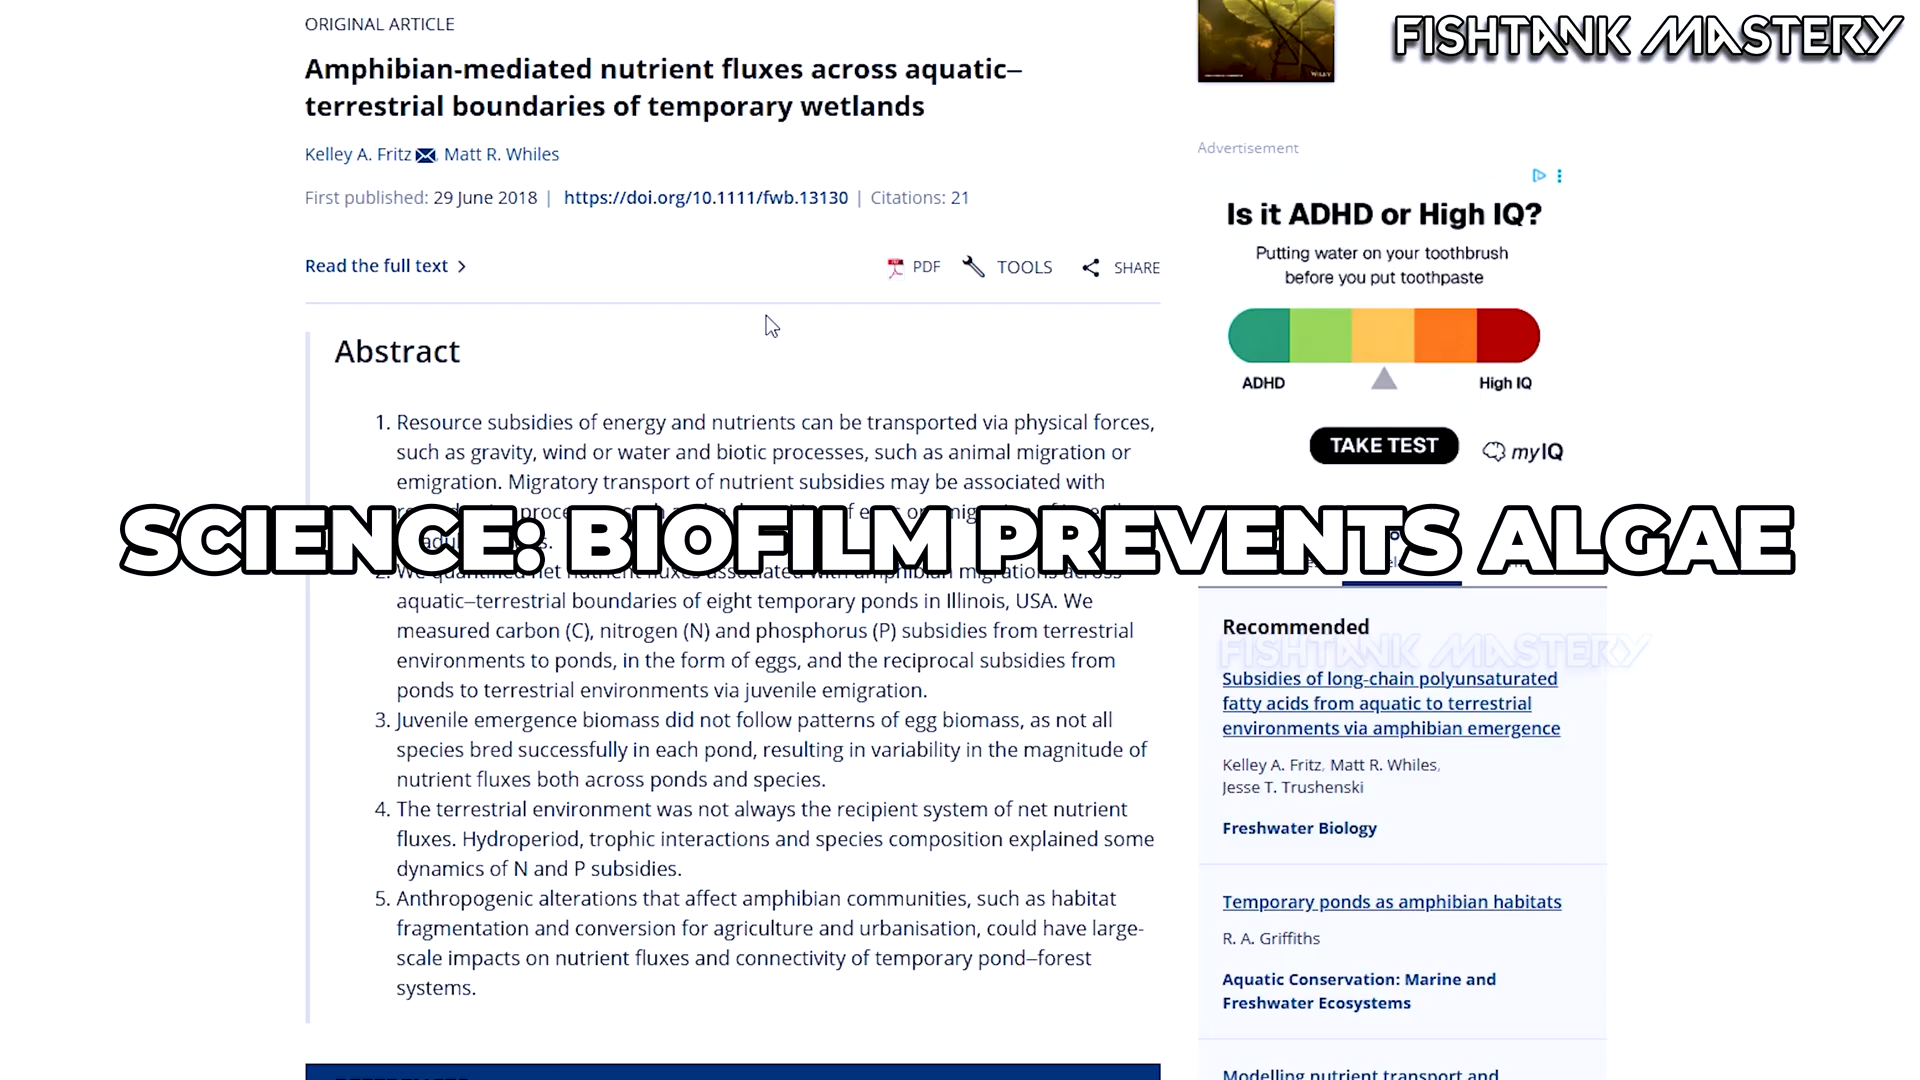 FISHTANK MASTERY
ORIGINAL ARTICLE
Amphibian-mediated nutrient fluxes across aquatic–
terrestrial boundaries of temporary wetlands
Kelley A. Fritz, Matt R. Whiles
First published: 29 June 2018 | https://doi.org/10.1111/fwb.13130 | Citations: 21
Read the full text >
PDF TOOLS SHARE
Abstract
1. Resource subsidies of energy and nutrients can be transported via physical forces,
such as gravity, wind or water and biotic processes, such as animal migration or
emigration. Migratory transport of nutrient subsidies may be associated with
SCIENCE: BIOFILM PREVENTS ALGAE
2. We quantified net nutrient fluxes associated with amphibian migrations across
aquatic–terrestrial boundaries of eight temporary ponds in Illinois, USA. We
measured carbon (C), nitrogen (N) and phosphorus (P) subsidies from terrestrial
environments to ponds, in the form of eggs, and the reciprocal subsidies from
ponds to terrestrial environments via juvenile emigration.
3. Juvenile emergence biomass did not follow patterns of egg biomass, as not all
species bred successfully in each pond, resulting in variability in the magnitude of
nutrient fluxes both across ponds and species.
4. The terrestrial environment was not always the recipient system of net nutrient
fluxes. Hydroperiod, trophic interactions and species composition explained some
dynamics of N and P subsidies.
5. Anthropogenic alterations that affect amphibian communities, such as habitat
fragmentation and conversion for agriculture and urbanisation, could have large-
scale impacts on nutrient fluxes and connectivity of temporary pond–forest
systems.
WILEY
Advertisement
Is it ADHD or High IQ?
Putting water on your toothbrush
before you put toothpaste
ADHD High IQ
TAKE TEST myIQ
Recommended
FISHTANK MASTERY
Subsidies of long-chain polyunsaturated
fatty acids from aquatic to terrestrial
environments via amphibian emergence
Kelley A. Fritz, Matt R. Whiles,
Jesse T. Trushenski
Freshwater Biology
Temporary ponds as amphibian habitats
R. A. Griffiths
Aquatic Conservation: Marine and
Freshwater Ecosystems
Modelling nutrient transport and